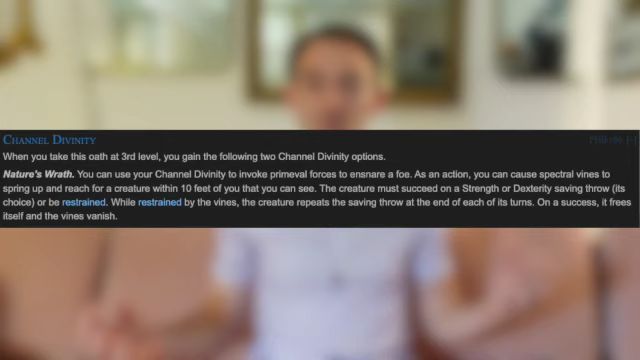 CHANNEL DIVINITY
When you take this oath at 3rd level, you gain the following two Channel Divinity options.
Nature's Wrath. You can use your Channel Divinity to invoke primeval forces to ensnare a foe. As an action, you can cause spectral vines to
spring up and reach for a creature within 10 feet of you that you can see. The creature must succeed on a Strength or Dexterity saving throw (its
choice) or be restrained. While restrained by the vines, the creature repeats the saving throw at the end of each of its turns. On a success, it frees
itself and the vines vanish.